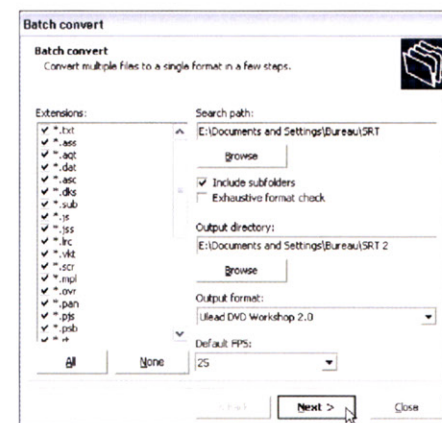 Batch convert
Batch convert
Convert multiple files to a single format in a few steps.
Extensions:
*.txt
*.ass
*.aqt
*.dat
*.asc
*.dks
*.sub
*.js
*.jss
*.lrc
*.vkt
*.scr
*.mpl
*.ovr
*.pan
*.pjs
*.psb
All
None
Search path:
E:\Documents and Settings\Bureau\SRT
Browse
Include subfolders
Exhaustive format check
Output directory:
E:\Documents and Settings\Bureau\SRT 2
Browse
Output format:
Ulead DVD Workshop 2.0
Default FPS:
25
Next >
Close